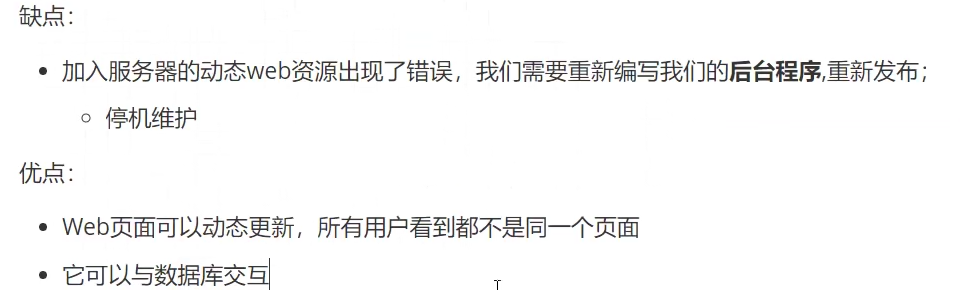 缺点：
加入服务器的动态web资源出现了错误，我们需要重新编写我们的后台程序,重新发布；
停机维护
优点：
Web页面可以动态更新，所有用户看到都不是同一个页面
它可以与数据库交互